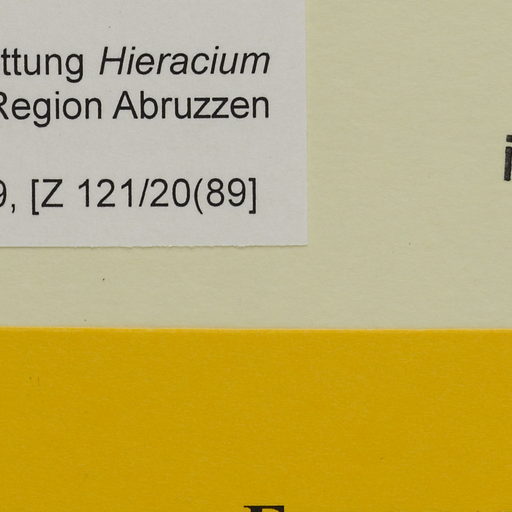 ttung Hieracium
Region Abruzzen
9, [Z 121/20(89]